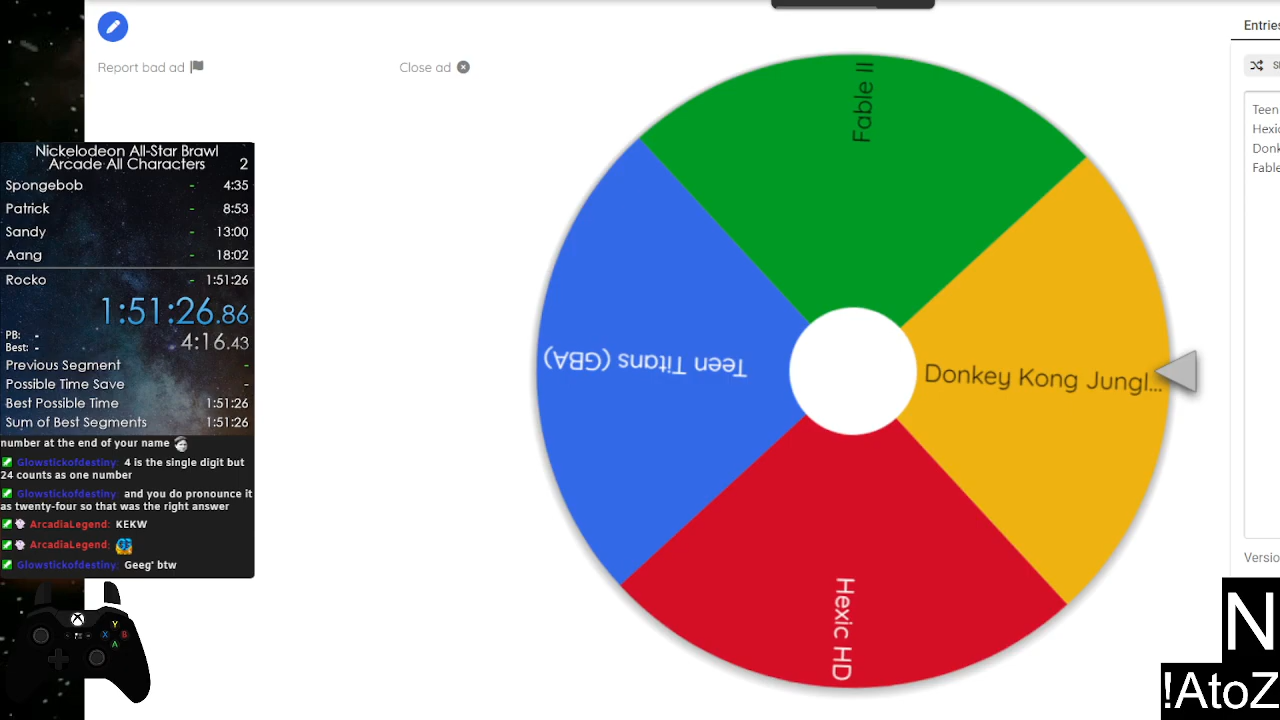 Report bad ad
Close ad
Entries
Teen
Hexic
Donk
Fable
Versio
Fable II
Donkey Kong Jungl...
Teen Titans (GBA)
Hexic HD
Nickelodeon All-Star Brawl
Arcade All Characters 2
Spongebob - 4:35
Patrick - 8:53
Sandy - 13:00
Aang - 18:02
Rocko - 1:51:26
1:51:26.86
PB: -
Best: - 4:16.43
Previous Segment -
Possible Time Save -
Best Possible Time 1:51:26
Sum of Best Segments 1:51:26
number at the end of your name
Glowstickofdestiny: 4 is the single digit but
24 counts as one number
Glowstickofdestiny: and you do pronounce it
as twenty-four so that was the right answer
ArcadiaLegend: KEKW
ArcadiaLegend:
Glowstickofdestiny: Geeg* btw
Y
X B
A
N
!AtoZ